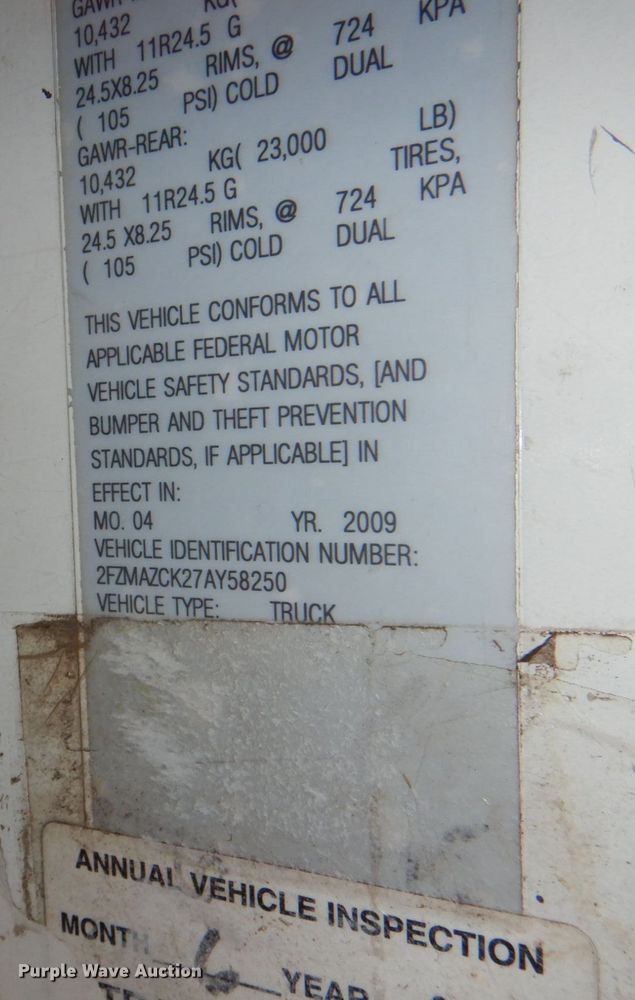 10,432 KG(
WITH 11R24.5 G
24.5X8.25 RIMS, @ 724 KPA
( 105 PSI) COLD DUAL
GAWR-REAR:
10,432 KG( 23,000 LB)
WITH 11R24.5 G TIRES,
24.5 X8.25 RIMS, @ 724 KPA
( 105 PSI) COLD DUAL
THIS VEHICLE CONFORMS TO ALL
APPLICABLE FEDERAL MOTOR
VEHICLE SAFETY STANDARDS, [AND
BUMPER AND THEFT PREVENTION
STANDARDS, IF APPLICABLE] IN
EFFECT IN:
MO. 04 YR. 2009
VEHICLE IDENTIFICATION NUMBER:
2FZMAZCK27AY58250
VEHICLE TYPE: TRUCK
ANNUAL VEHICLE INSPECTION
MONTH 6 YEAR
Purple Wave Auction